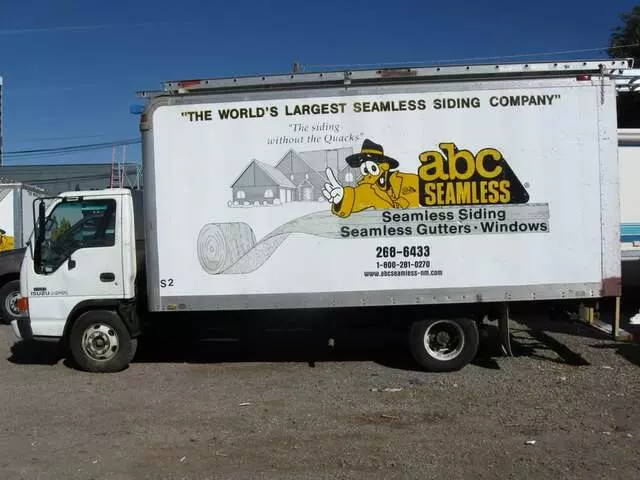 "THE WORLD'S LARGEST SEAMLESS SIDING COMPANY"
"The siding
without the Quacks"
abc
SEAMLESS®
Seamless Siding
Seamless Gutters · Windows
268-6433
1-800-281-0270
www.abcseamless-nm.com
S2
ISUZU